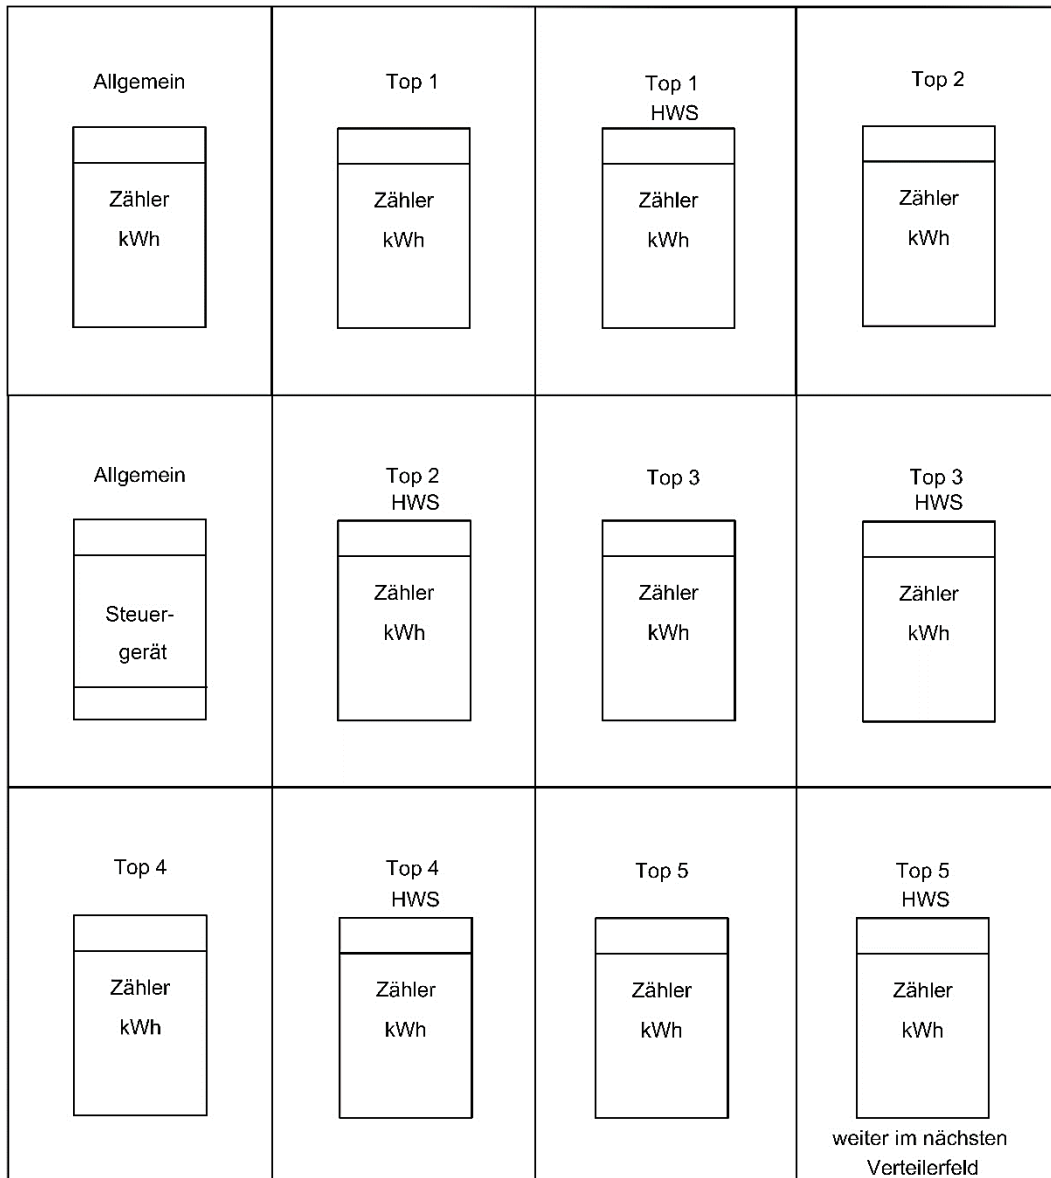 Allgemein
Zähler
kWh
Top 1
Zähler
kWh
Top 1
HWS
Zähler
kWh
Top 2
Zähler
kWh
Allgemein
Steuer-
gerät
Top 2
HWS
Zähler
kWh
Top 3
Zähler
kWh
Top 3
HWS
Zähler
kWh
Top 4
Zähler
kWh
Top 4
HWS
Zähler
kWh
Top 5
Zähler
kWh
Top 5
HWS
Zähler
kWh
weiter im nächsten
Verteilerfeld